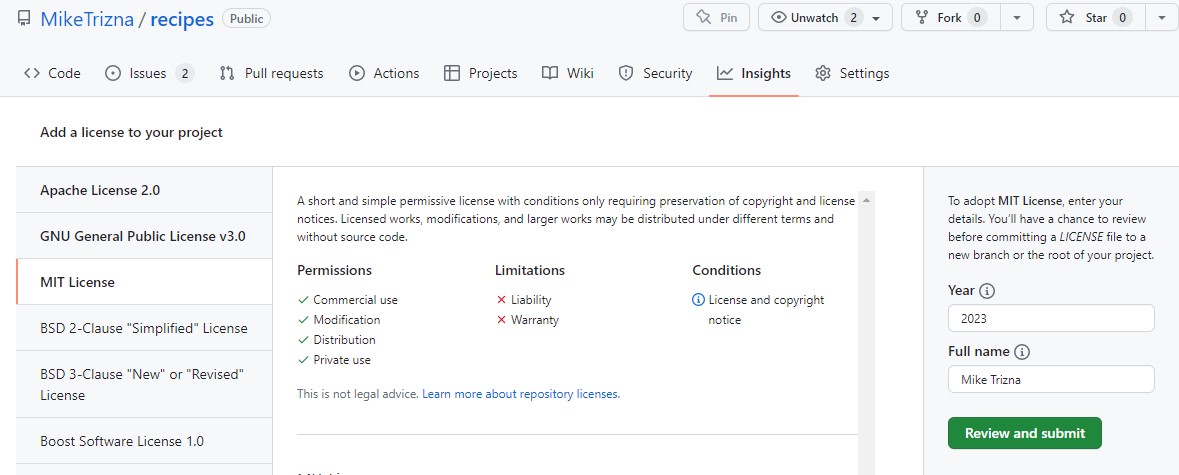 MikeTrizna / recipes Public
Pin Unwatch 2 Fork 0 Star 0
Code Issues 2 Pull requests Actions Projects Wiki Security Insights Settings
Add a license to your project
Apache License 2.0
GNU General Public License v3.0
MIT License
BSD 2-Clause "Simplified" License
BSD 3-Clause "New" or "Revised"
License
Boost Software License 1.0
A short and simple permissive license with conditions only requiring preservation of copyright and license
notices. Licensed works, modifications, and larger works may be distributed under different terms and
without source code.
Permissions
Commercial use
Modification
Distribution
Private use
Limitations
Liability
Warranty
Conditions
License and copyright
notice
This is not legal advice. Learn more about repository licenses.
To adopt MIT License, enter your
details. You'll have a chance to review
before committing a LICENSE file to a
new branch or the root of your project.
Year
2023
Full name
Mike Trizna
Review and submit